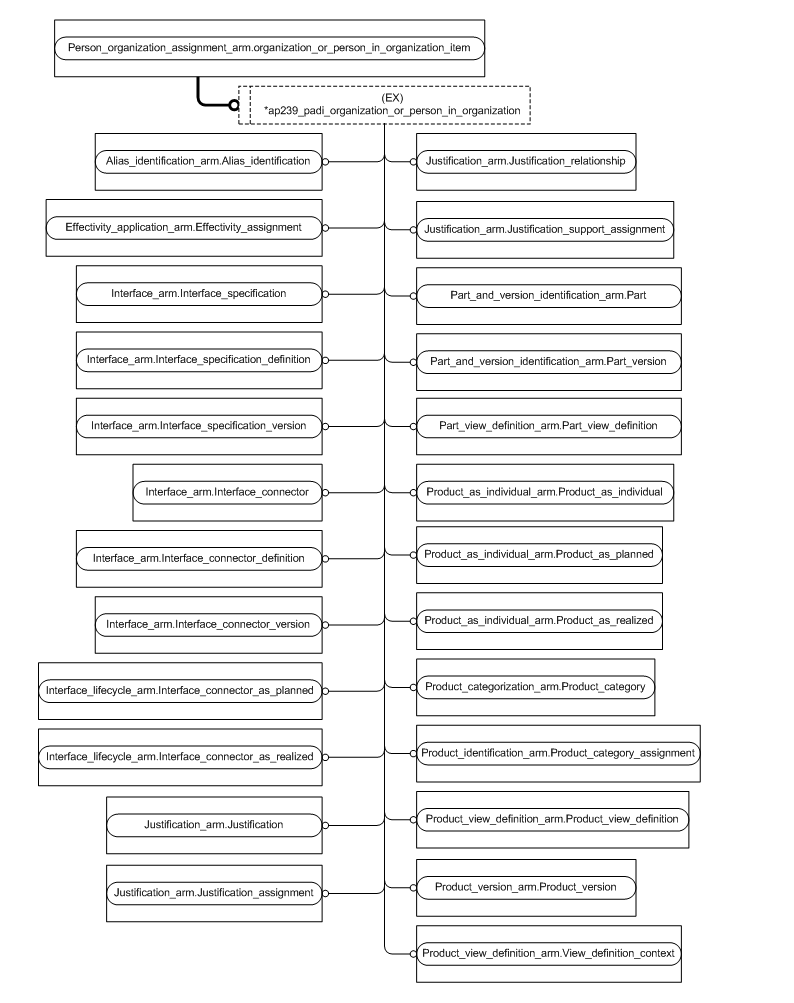 Person_organization_assignment_arm.organization_or_person_in_organization_item
(EX)
*ap239_padi_organization_or_person_in_organization
Alias_identification_arm.Alias_identification
Justification_arm.Justification_relationship
Effectivity_application_arm.Effectivity_assignment
Justification_arm.Justification_support_assignment
Interface_arm.Interface_specification
Part_and_version_identification_arm.Part
Interface_arm.Interface_specification_definition
Part_and_version_identification_arm.Part_version
Interface_arm.Interface_specification_version
Part_view_definition_arm.Part_view_definition
Interface_arm.Interface_connector
Product_as_individual_arm.Product_as_individual
Interface_arm.Interface_connector_definition
Product_as_individual_arm.Product_as_planned
Interface_arm.Interface_connector_version
Product_as_individual_arm.Product_as_realized
Interface_lifecycle_arm.Interface_connector_as_planned
Product_categorization_arm.Product_category
Interface_lifecycle_arm.Interface_connector_as_realized
Product_identification_arm.Product_category_assignment
Justification_arm.Justification
Product_view_definition_arm.Product_view_definition
Justification_arm.Justification_assignment
Product_version_arm.Product_version
Product_view_definition_arm.View_definition_context